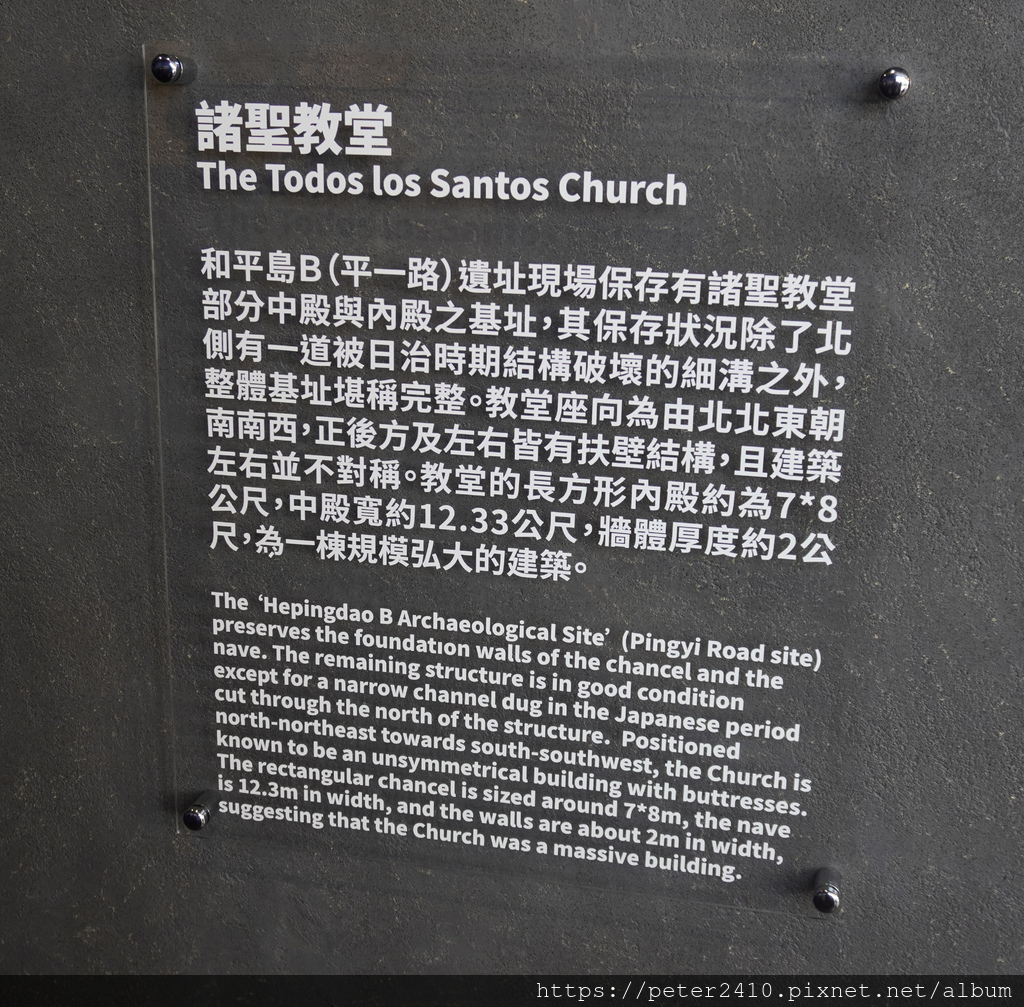 諸聖教堂
The Todos los Santos Church
和平島B(平一路)遺址現場保存有諸聖教堂
部分中殿與內殿之基址,其保存狀況除了北
側有一道被日治時期結構破壞的細溝之外,
整體基址堪稱完整。教堂座向為由北北東朝
南南西,正後方及左右皆有扶壁結構,且建築
左右並不對稱。教堂的長方形內殿約為7*8
公尺,中殿寬約12.33公尺,牆體厚度約2公
尺,為一棟規模弘大的建築。
The ‘Hepingdao B Archaeological Site’ (Pingyi Road site)
preserves the foundation walls of the chancel and the
nave. The remaining structure is in good condition
except for a narrow channel dug in the Japanese period
cut through the north of the structure. Positioned
north-northeast towards south-southwest, the Church is
known to be an unsymmetrical building with buttresses.
The rectangular chancel is sized around 7*8m, the nave
is 12.3m in width, and the walls are about 2m in width,
suggesting that the Church was a massive building.
https://peter2410.pixnet.net/album